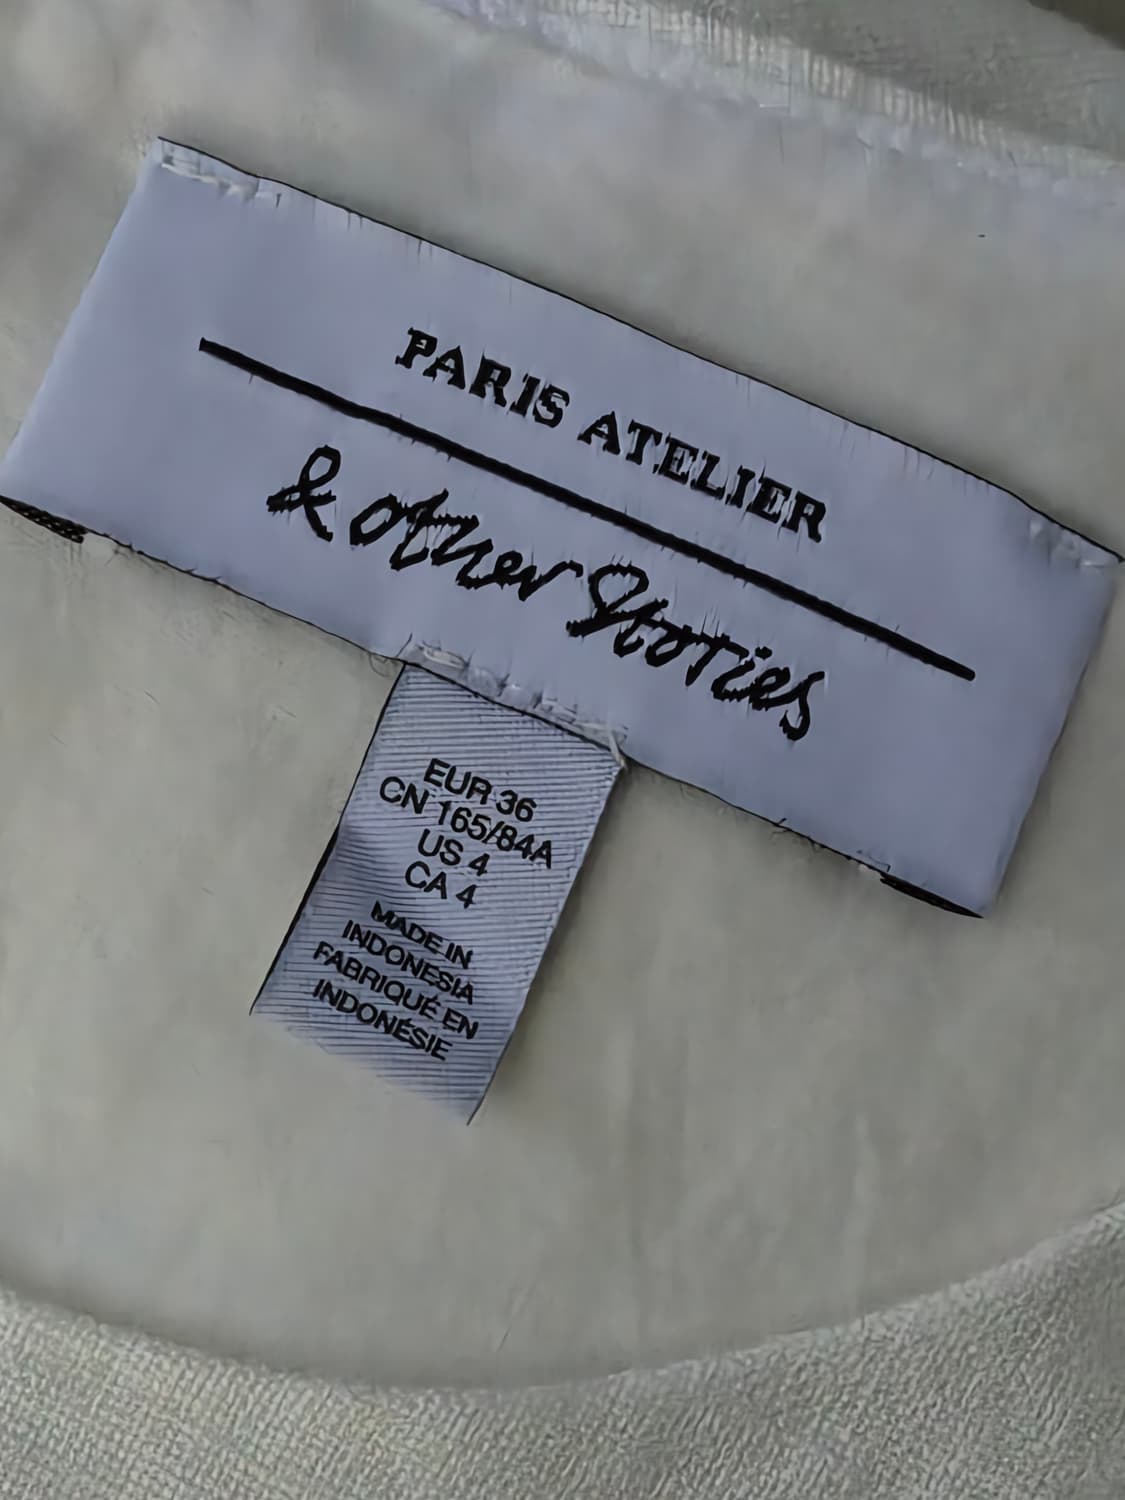 PARIS ATELIER
& other Stories
EUR 36
CN 165/84A
US 4
CA 4
MADE IN
INDONESIA
FABRIQUÉ EN
INDONÉSIE